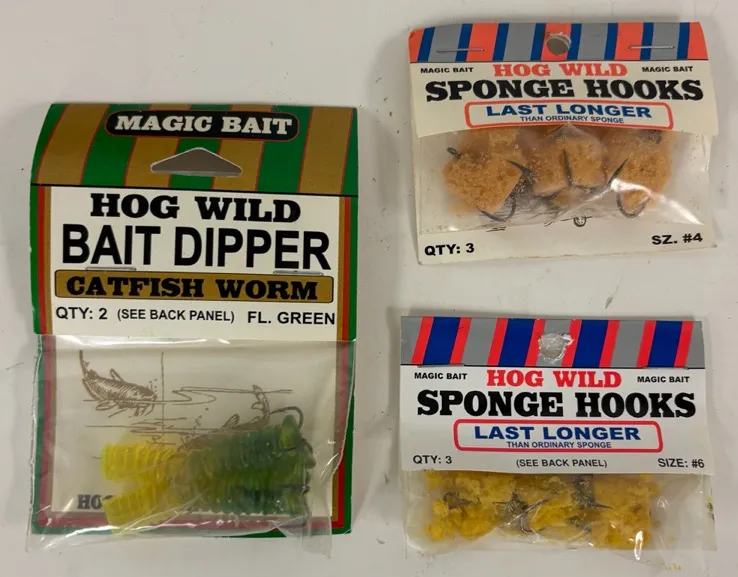 MAGIC BAIT
HOG WILD
BAIT DIPPER
CATFISH WORM
QTY: 2 (SEE BACK PANEL) FL. GREEN
HO
MAGIC BAIT HOG WILD MAGIC BAIT
SPONGE HOOKS
LAST LONGER
THAN ORDINARY SPONGE
QTY: 3 SZ. #4
MAGIC BAIT HOG WILD MAGIC BAIT
SPONGE HOOKS
LAST LONGER
THAN ORDINARY SPONGE
QTY: 3 (SEE BACK PANEL) SIZE: #6